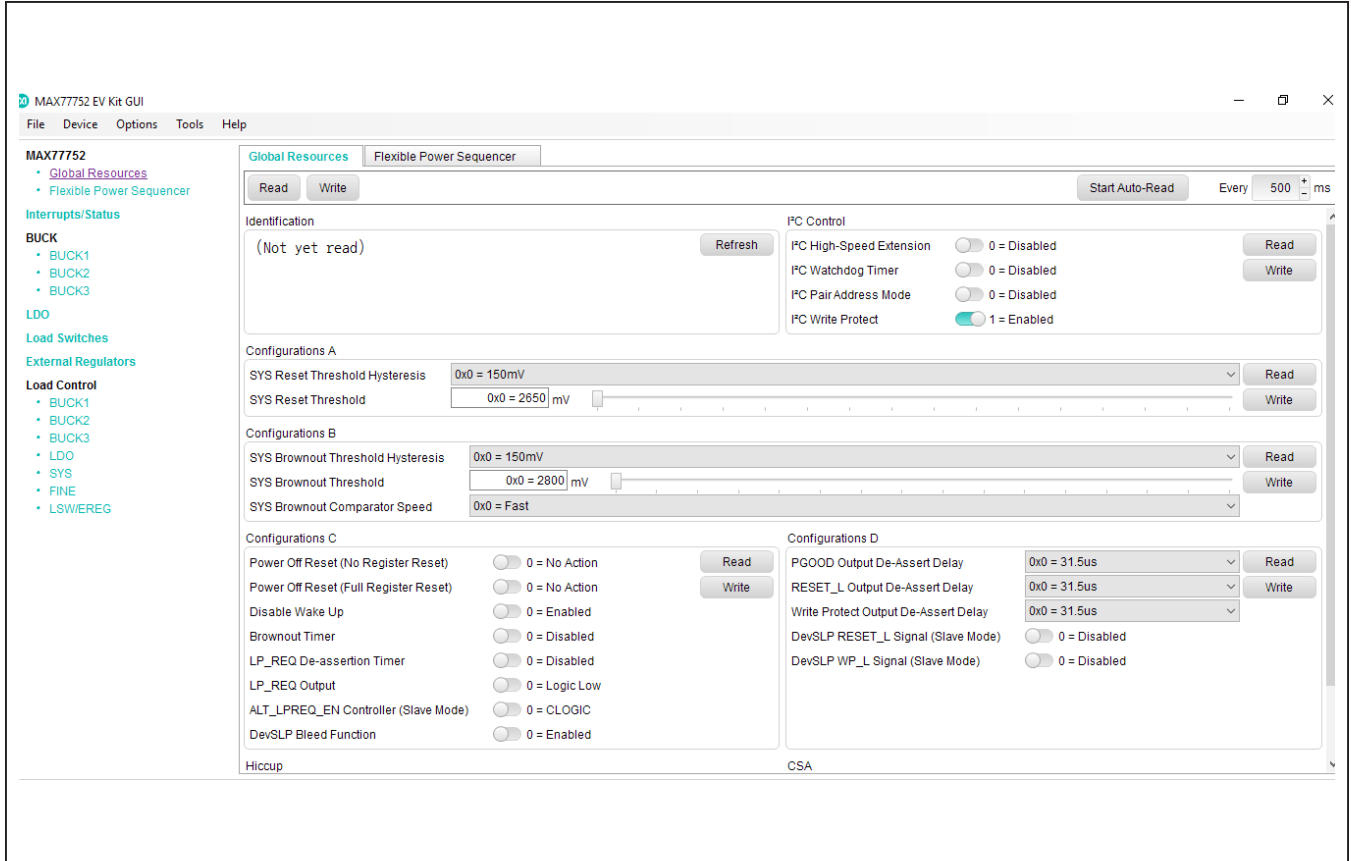 MAX77752 EV Kit GUI
File Device Options Tools Help
MAX77752
• Global Resources
• Flexible Power Sequencer
Interrupts/Status
BUCK
• BUCK1
• BUCK2
• BUCK3
LDO
Load Switches
External Regulators
Load Control
• BUCK1
• BUCK2
• BUCK3
• LDO
• SYS
• FINE
• LSW/EREG
Global Resources Flexible Power Sequencer
Read Write Start Auto-Read Every 500 + - ms
Identification
(Not yet read) Refresh
I²C Control
I²C High-Speed Extension 0 = Disabled Read
I²C Watchdog Timer 0 = Disabled Write
I²C Pair Address Mode 0 = Disabled
I²C Write Protect 1 = Enabled
Configurations A
SYS Reset Threshold Hysteresis 0x0 = 150mV Read
SYS Reset Threshold 0x0 = 2650 mV Write
Configurations B
SYS Brownout Threshold Hysteresis 0x0 = 150mV Read
SYS Brownout Threshold 0x0 = 2800 mV Write
SYS Brownout Comparator Speed 0x0 = Fast
Configurations C
Power Off Reset (No Register Reset) 0 = No Action Read
Power Off Reset (Full Register Reset) 0 = No Action Write
Disable Wake Up 0 = Enabled
Brownout Timer 0 = Disabled
LP_REQ De-assertion Timer 0 = Disabled
LP_REQ Output 0 = Logic Low
ALT_LPREQ_EN Controller (Slave Mode) 0 = CLOGIC
DevSLP Bleed Function 0 = Enabled
Configurations D
PGOOD Output De-Assert Delay 0x0 = 31.5us Read
RESET_L Output De-Assert Delay 0x0 = 31.5us Write
Write Protect Output De-Assert Delay 0x0 = 31.5us
DevSLP RESET_L Signal (Slave Mode) 0 = Disabled
DevSLP WP_L Signal (Slave Mode) 0 = Disabled
Hiccup
CSA